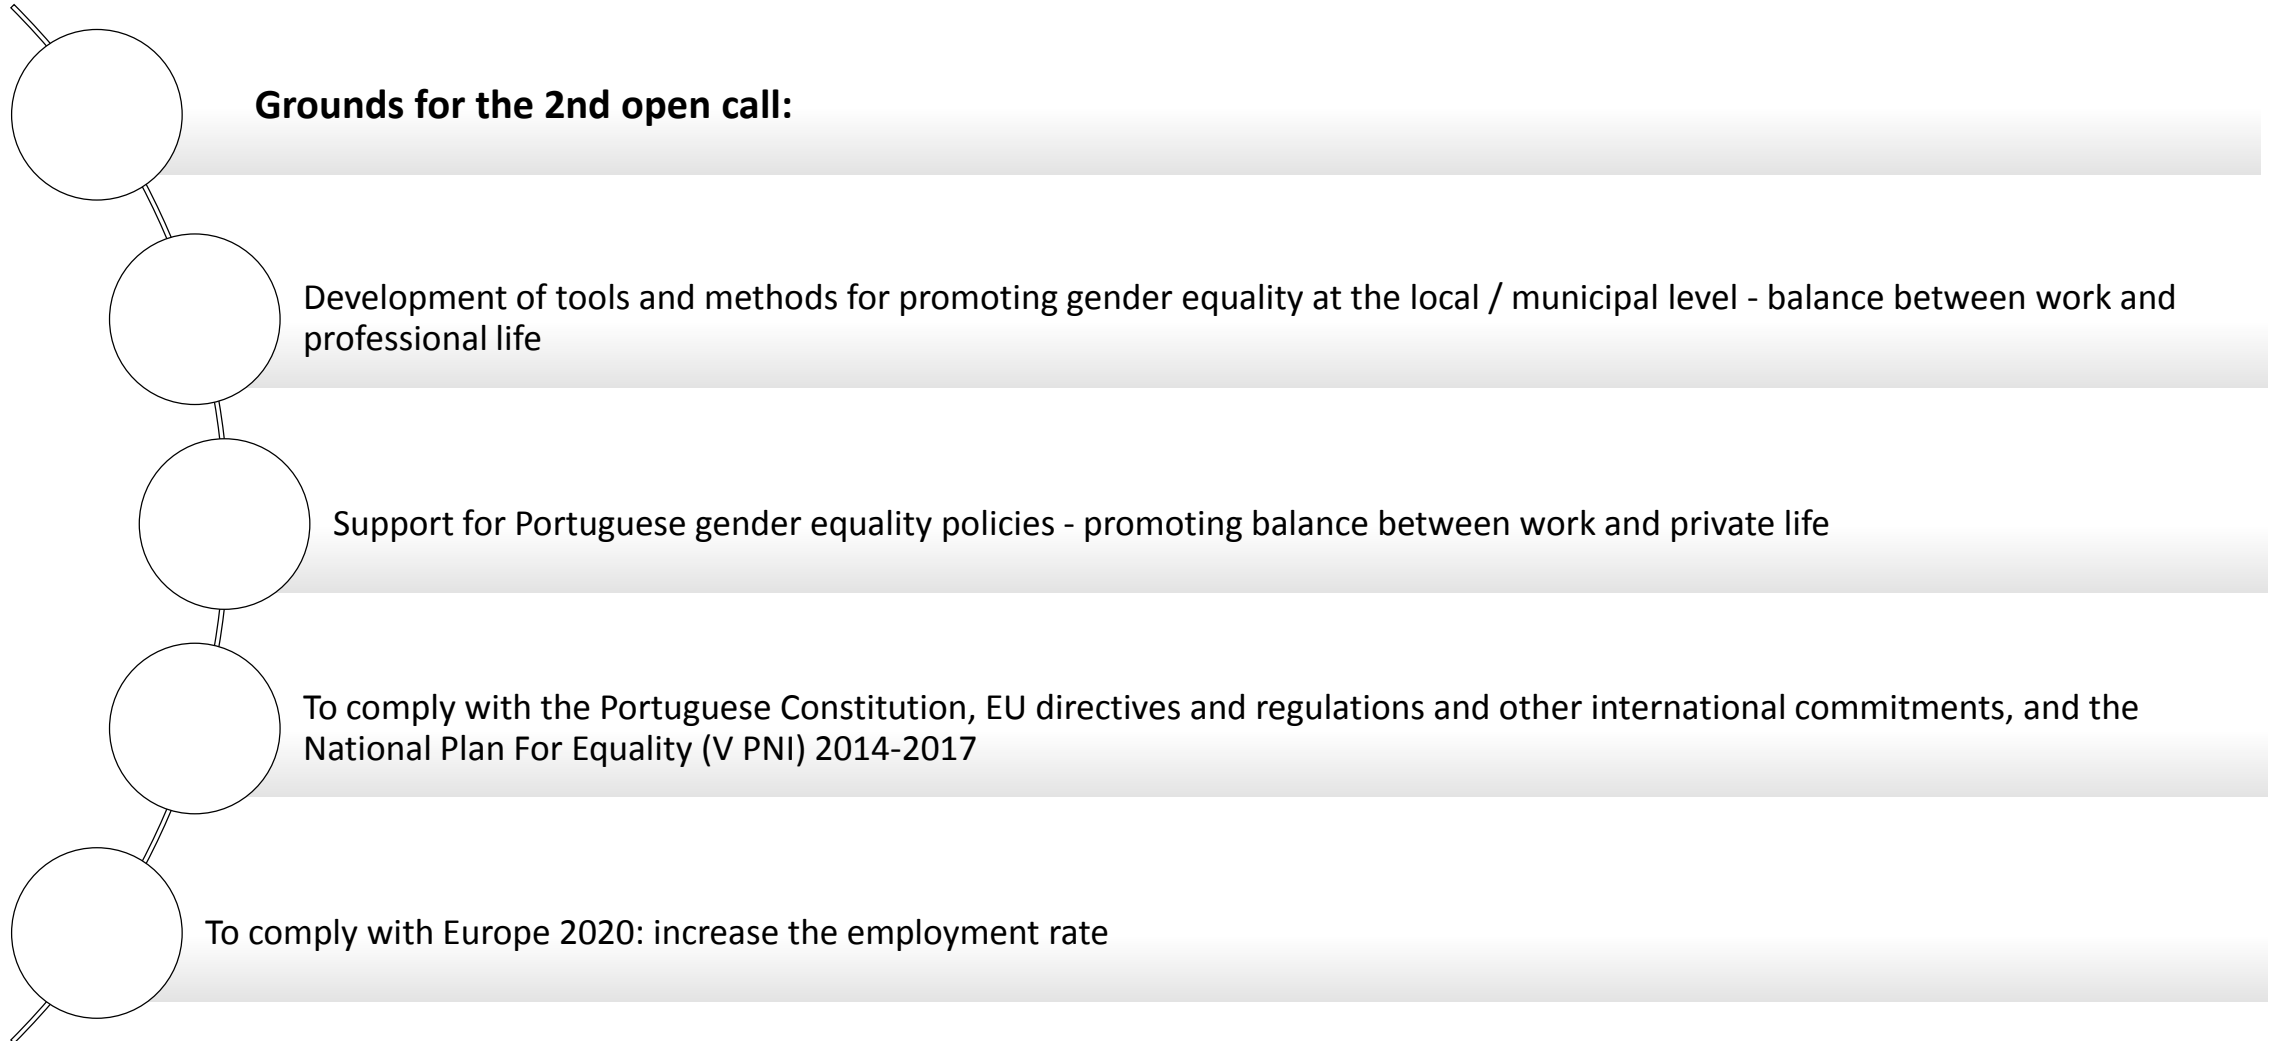 Grounds for the 2nd open call:
Development of tools and methods for promoting gender equality at the local / municipal level - balance between work and
professional life
Support for Portuguese gender equality policies - promoting balance between work and private life
To comply with the Portuguese Constitution, EU directives and regulations and other international commitments, and the
National Plan For Equality (V PNI) 2014-2017
To comply with Europe 2020: increase the employment rate